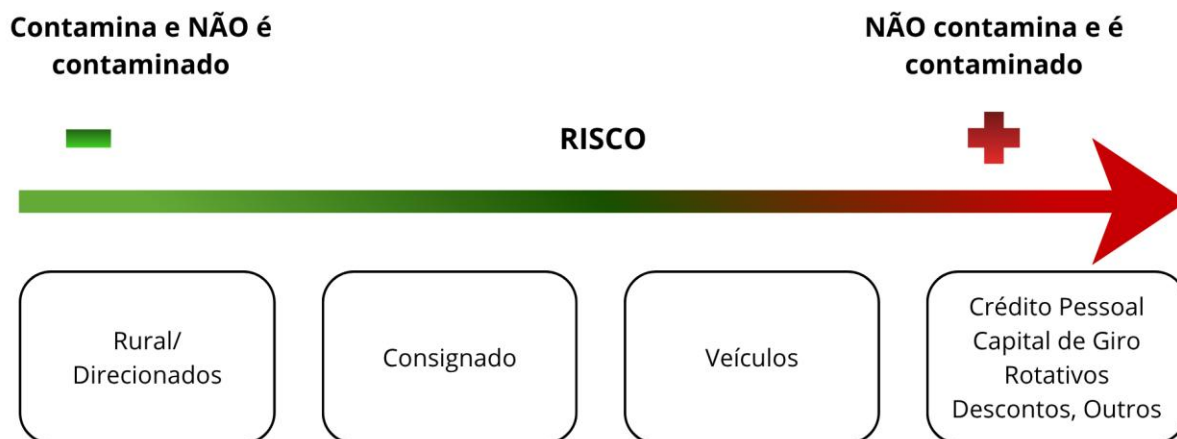 Contamina e NÃO é
contaminado
NÃO contamina e é
contaminado
RISCO
Rural/
Direcionados
Consignado
Veículos
Crédito Pessoal
Capital de Giro
Rotativos
Descontos, Outros